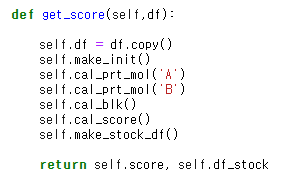 def get_score(self,df):
self.df = df.copy()
self.make_init()
self.cal_prt_mol('A')
self.cal_prt_mol('B')
self.cal_blk()
self.cal_score()
self.make_stock_df()
return self.score, self.df_stock